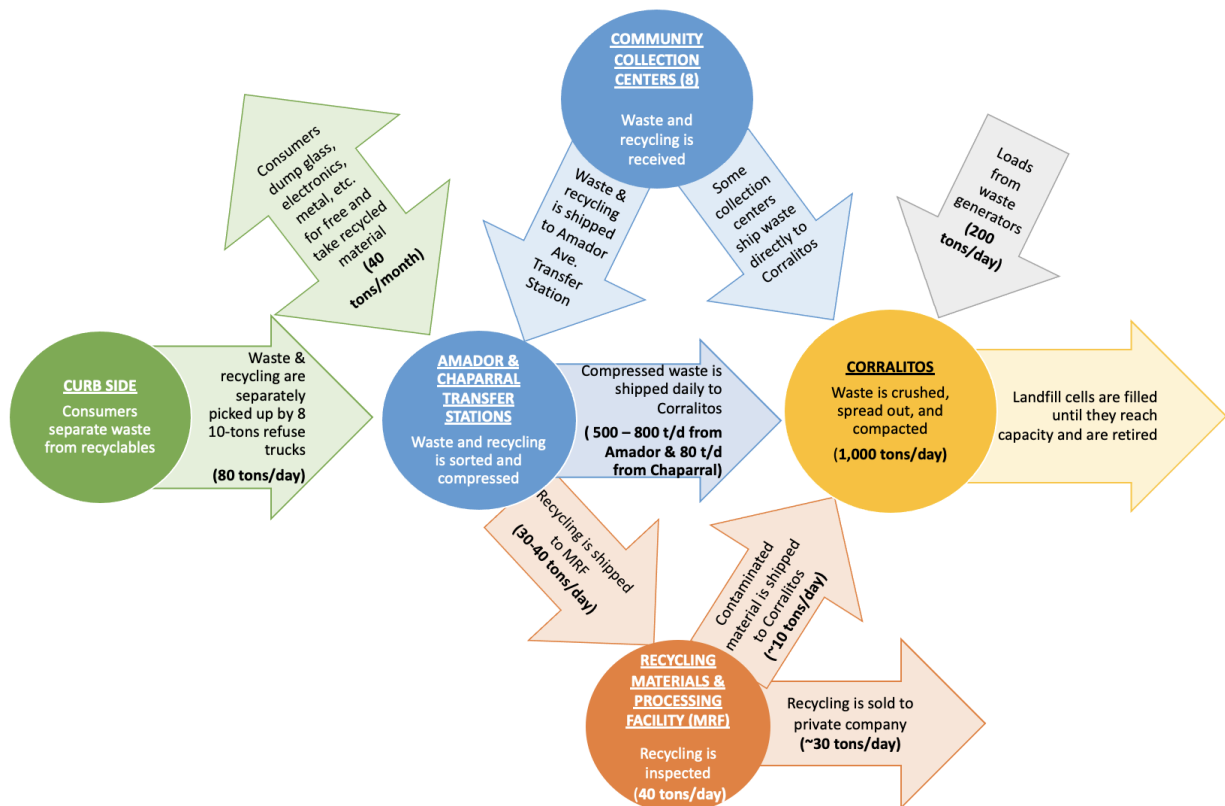 COMMUNITY
COLLECTION
CENTERS (8)
Waste and
recycling is
received
Consumers
dump glass,
electronics,
metal, etc.
for free and
take recycled
material
(40
tons/month)
Waste &
recycling
is shipped
to Amador
Ave.
Transfer
Station
Some
collection
centers
ship waste
directly to
Corralitos
Loads
from
waste
generators
(200
tons/day)
CURB SIDE
Consumers
separate waste
from recyclables
Waste &
recycling are
separately
picked up by 8
10-tons refuse
trucks
(80 tons/day)
AMADOR &
CHAPARRAL
TRANSFER
STATIONS
Waste and recycling
is sorted and
compressed
Compressed waste is
shipped daily to
Corralitos
( 500 – 800 t/d from
Amador & 80 t/d
from Chaparral)
CORRALITOS
Waste is crushed,
spread out, and
compacted
(1,000 tons/day)
Landfill cells are filled
until they reach
capacity and are retired
Recycling is shipped
to MRF
(30-40 tons/day)
Contaminated
material is shipped
to Corralitos
(~10 tons/day)
RECYCLING
MATERIALS &
PROCESSING
FACILITY (MRF)
Recycling is
inspected
(40 tons/day)
Recycling is sold to
private company
(~30 tons/day)